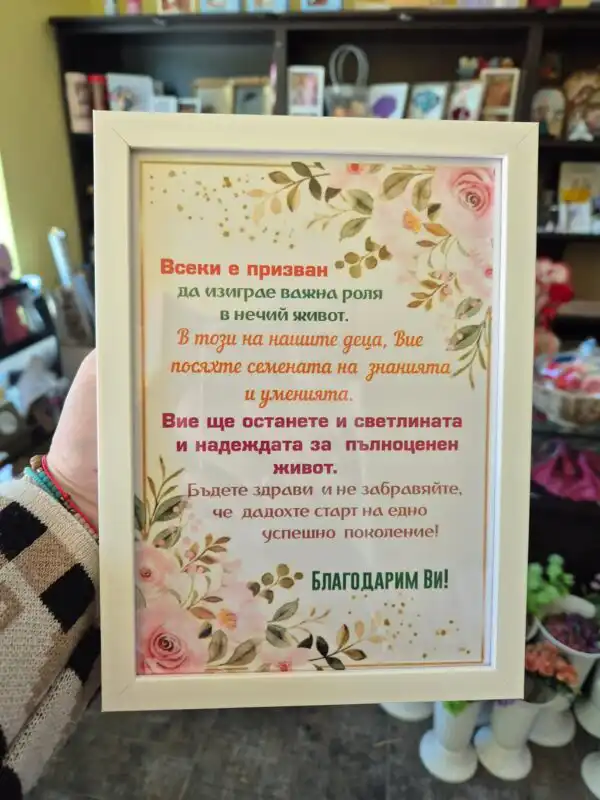 Всеки е призван
да изиграе важна роля
в нечий живот.
В този на нашите деца, Вие
посяхте семената на знанията
и уменията.
Вие ще останете и светлината
и надеждата за пълноценен
живот.
Бъдете здрави и не забравяйте,
че дадохте старт на едно
успешно поколение!
БЛАГОДАРИМ ВИ!